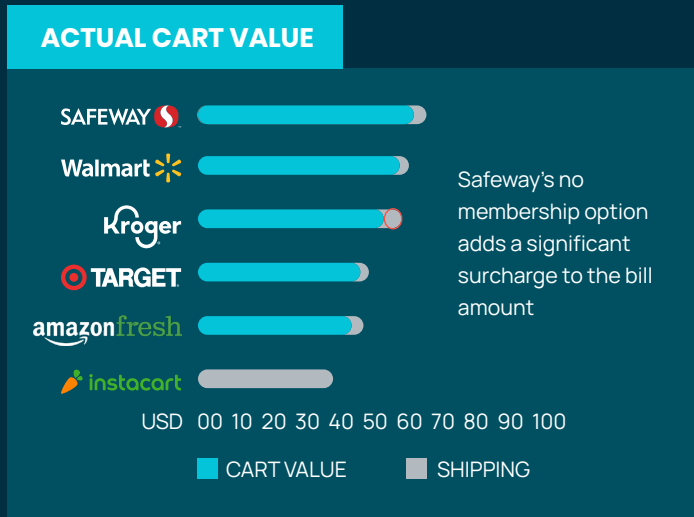 ACTUAL CART VALUE
SAFEWAY
Walmart
Kroger
TARGET
amazonfresh
instacart
Safeway's no
membership option
adds a significant
surcharge to the bill
amount
USD 00 10 20 30 40 50 60 70 80 90 100
CART VALUE
SHIPPING